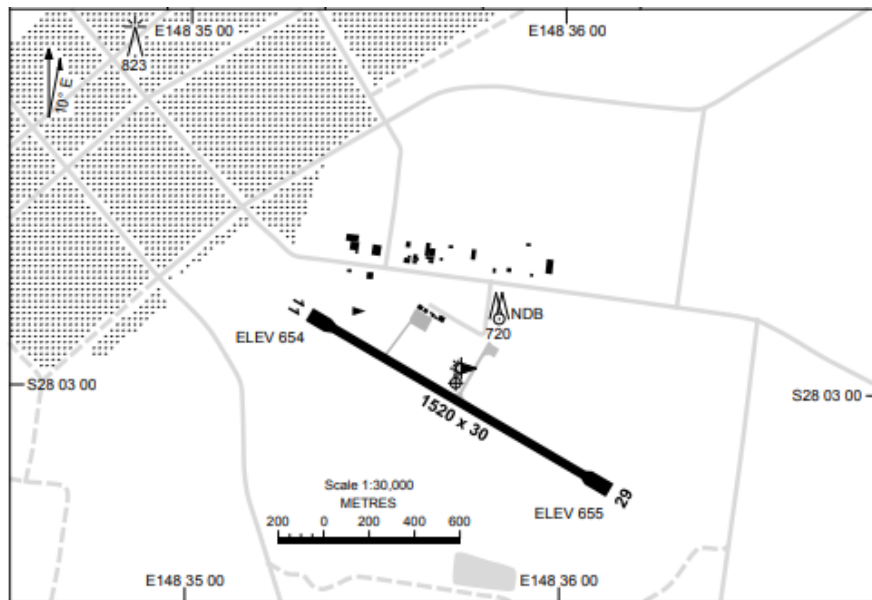 E148 35 00
E148 36 00
823
10° E
11
NDB
720
ELEV 654
S28 03 00
S28 03 00
1520 x 30
Scale 1:30,000
METRES
200 0 200 400 600
29
ELEV 655
E148 35 00
E148 36 00